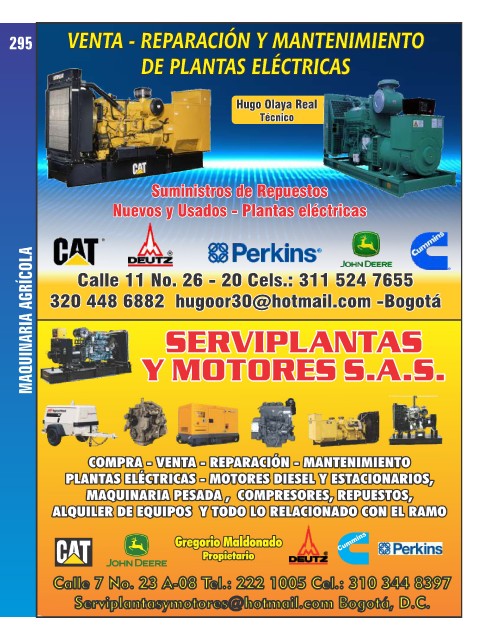 295
MAQUINARIA AGRÍCOLA
VENTA - REPARACIÓN Y MANTENIMIENTO
DE PLANTAS ELÉCTRICAS
Hugo Olaya Real
Técnico
CAT
Suministros de Repuestos
Nuevos y Usados - Plantas eléctricas
CAT DEUTZ Perkins JOHN DEERE Cummins
Calle 11 No. 26 - 20 Cels.: 311 524 7655
320 448 6882 hugoor30@hotmail.com -Bogotá
SERVIPLANTAS
Y MOTORES S.A.S.
COMPRA - VENTA - REPARACIÓN - MANTENIMIENTO
PLANTAS ELÉCTRICAS - MOTORES DIESEL Y ESTACIONARIOS,
MAQUINARIA PESADA , COMPRESORES, REPUESTOS,
ALQUILER DE EQUIPOS Y TODO LO RELACIONADO CON EL RAMO
CAT JOHN DEERE Gregorio Maldonado DEUTZ Cummins Perkins
Propietario
Calle 7 No. 23 A-08 Tel.: 222 1005 Cel.: 310 344 8397
Serviplantasymotores@hotmail.com Bogotá, D.C.